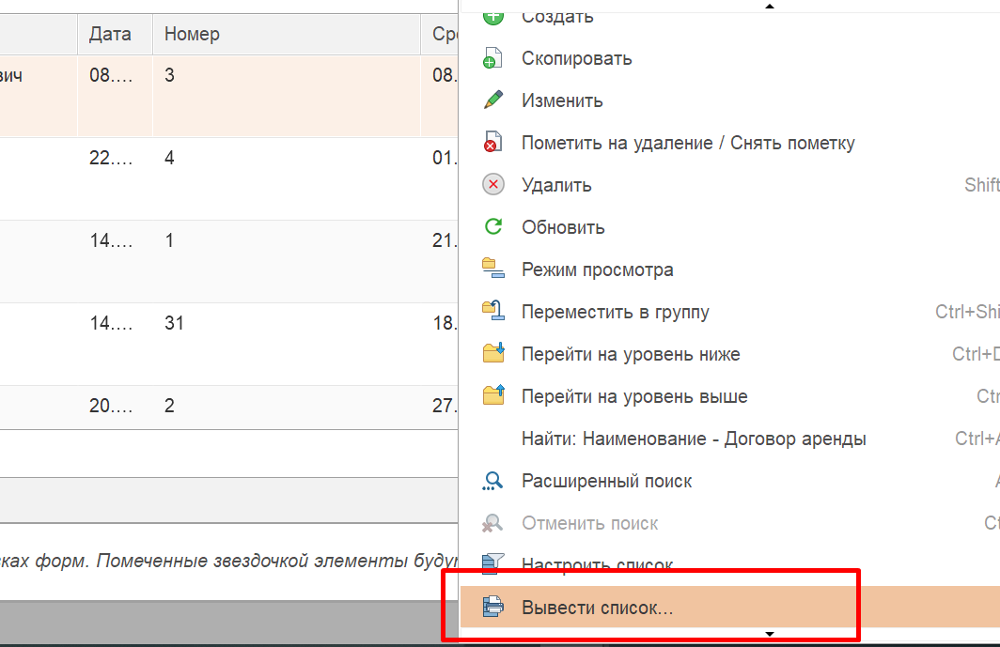 Дата Номер Сро
вич 08.... 3 08.
22.... 4 01.
14.... 1 21.
14.... 31 18.
20.... 2 27.
ках форм. Помеченные звездочкой элементы буду
Создать
Скопировать
Изменить
Пометить на удаление / Снять пометку
Удалить Shift
Обновить
Режим просмотра
Переместить в группу Ctrl+Shi
Перейти на уровень ниже Ctrl+D
Перейти на уровень выше Ctr
Найти: Наименование - Договор аренды Ctrl+A
Расширенный поиск
Отменить поиск Ct
Настроить список
Вывести список...